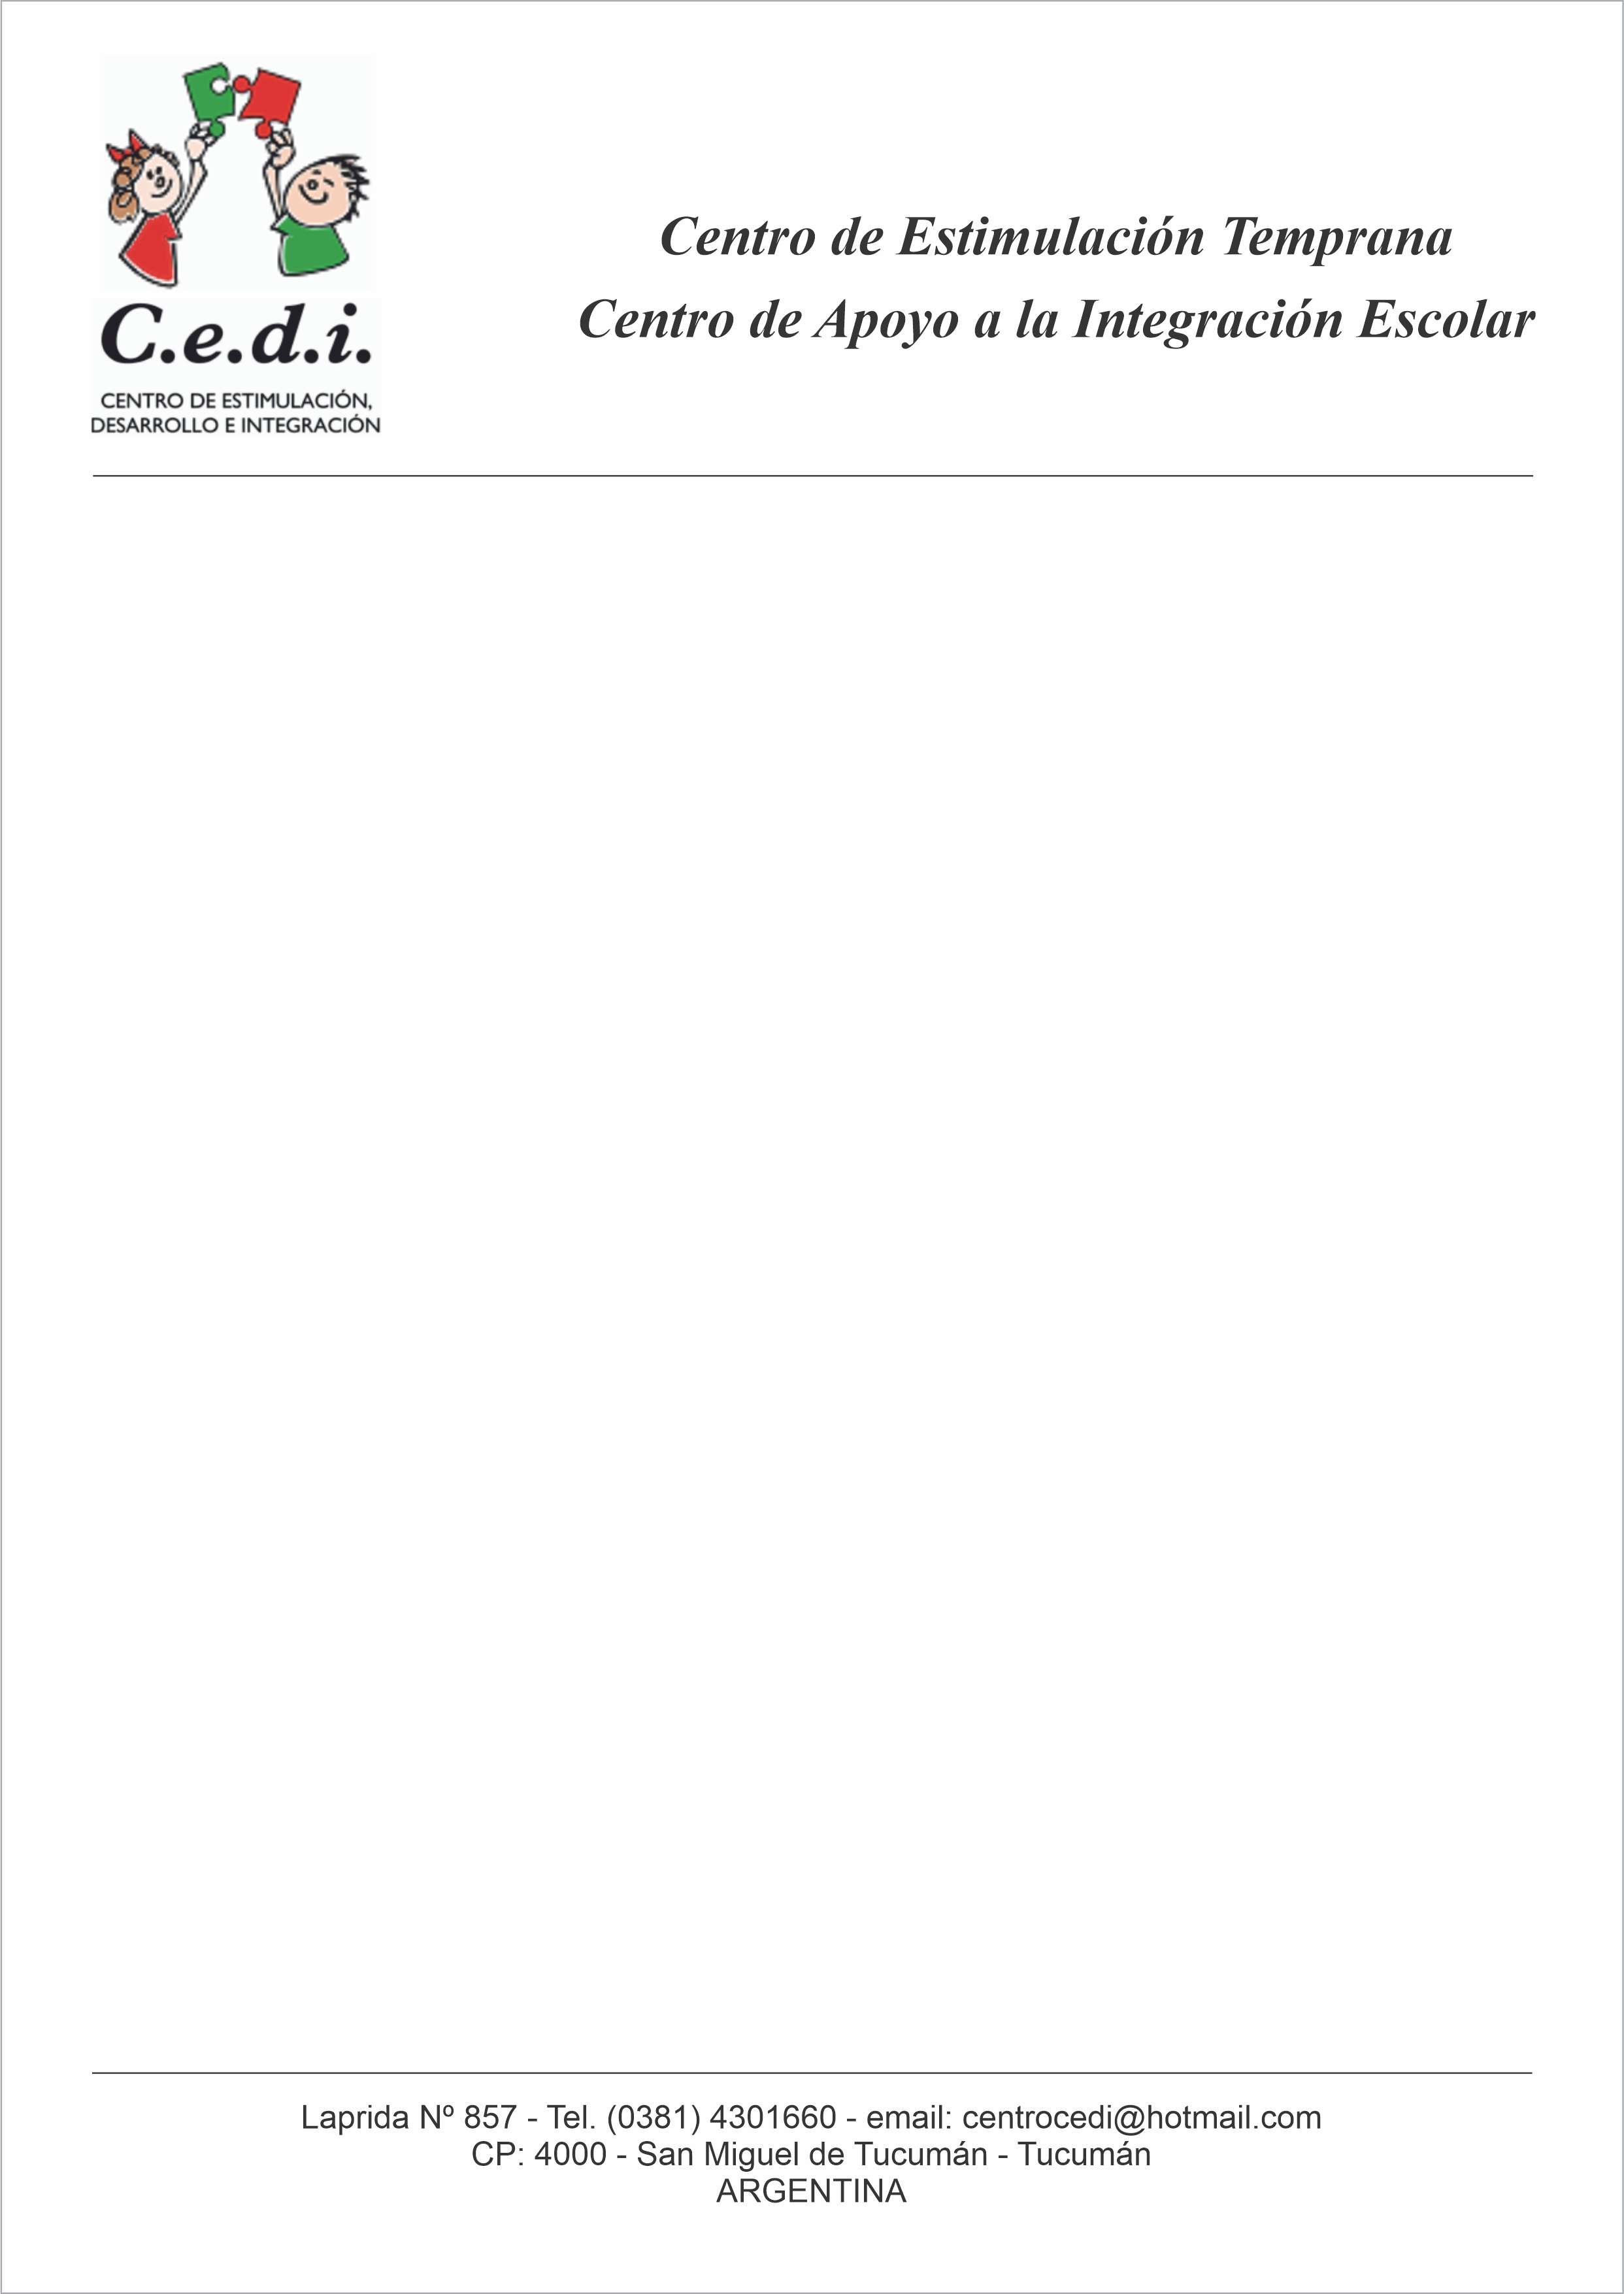 C.e.d.i.
CENTRO DE ESTIMULACIÓN,
DESARROLLO E INTEGRACIÓN
Centro de Estimulación Temprana
Centro de Apoyo a la Integración Escolar
Laprida Nº 857 - Tel. (0381) 4301660 - email: centrocedi@hotmail.com
CP: 4000 - San Miguel de Tucumán - Tucumán
ARGENTINA